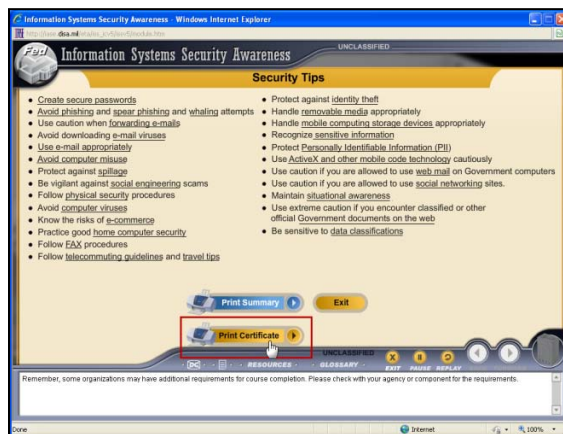 Information Systems Security Awareness - Windows Internet Explorer
Fed
Information Systems Security Awareness
UNCLASSIFIED
Security Tips
• Create secure passwords
• Avoid phishing and spear phishing and whaling attempts
• Use caution when forwarding e-mails
• Avoid downloading e-mail viruses
• Use e-mail appropriately
• Avoid computer misuse
• Protect against spillage
• Be vigilant against social engineering scams
• Follow physical security procedures
• Avoid computer viruses
• Know the risks of e-commerce
• Practice good home computer security
• Follow FAX procedures
• Follow telecommuting guidelines and travel tips
• Protect against identity theft
• Handle removable media appropriately
• Handle mobile computing storage devices appropriately
• Recognize sensitive information
• Protect Personally Identifiable Information (PII)
• Use ActiveX and other mobile code technology cautiously
• Use caution if you are allowed to use web mail on Government computers
• Use caution if you are allowed to use social networking sites.
• Maintain situational awareness
• Use extreme caution if you encounter classified or other
official Government documents on the web
• Be sensitive to data classifications
Print Summary
Exit
Print Certificate
UNCLASSIFIED
RESOURCES
GLOSSARY
EXIT PAUSE REPLAY
Remember, some organizations may have additional requirements for course completion. Please check with your agency or component for the requirements.
Done
Internet
100%